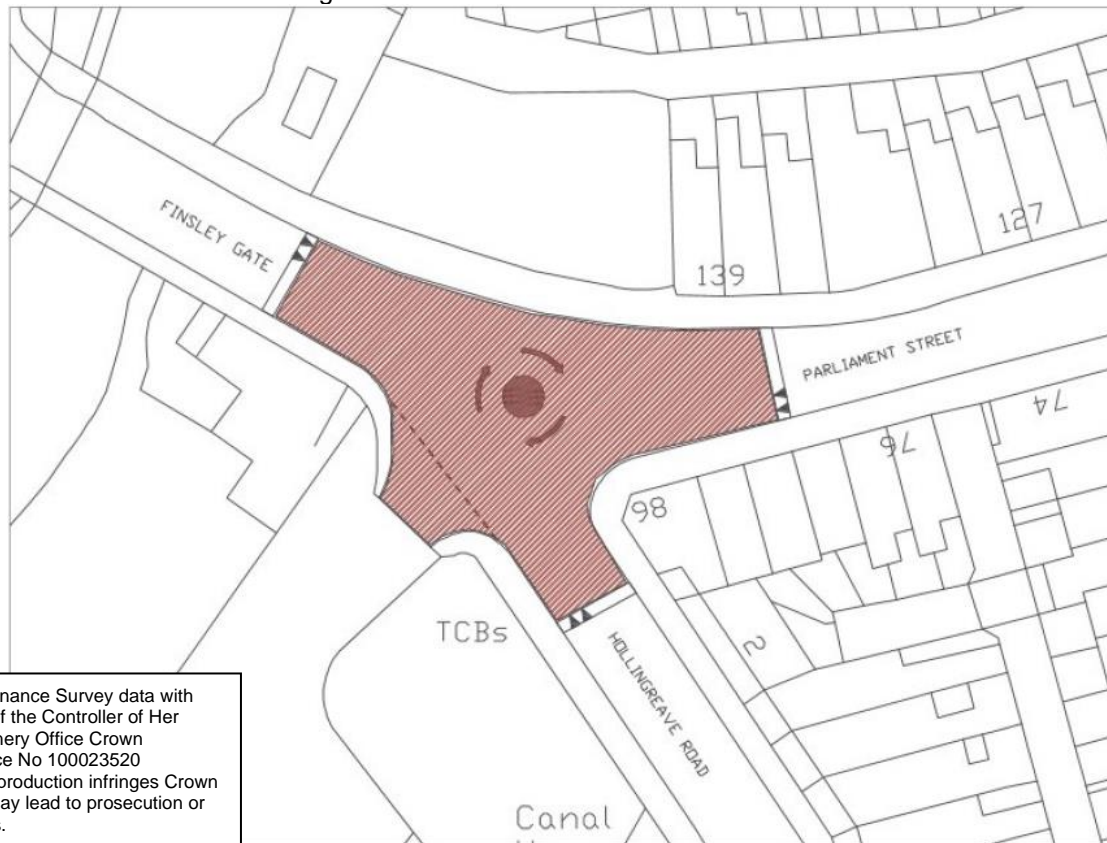 FINSLEY GATE
127
139
PARLIAMENT STREET
74
76
98
TCBs
2
HOLLINGREAVE ROAD
nance Survey data with
f the Controller of Her
nery Office Crown
ce No 100023520
production infringes Crown
ay lead to prosecution or
s.
Canal